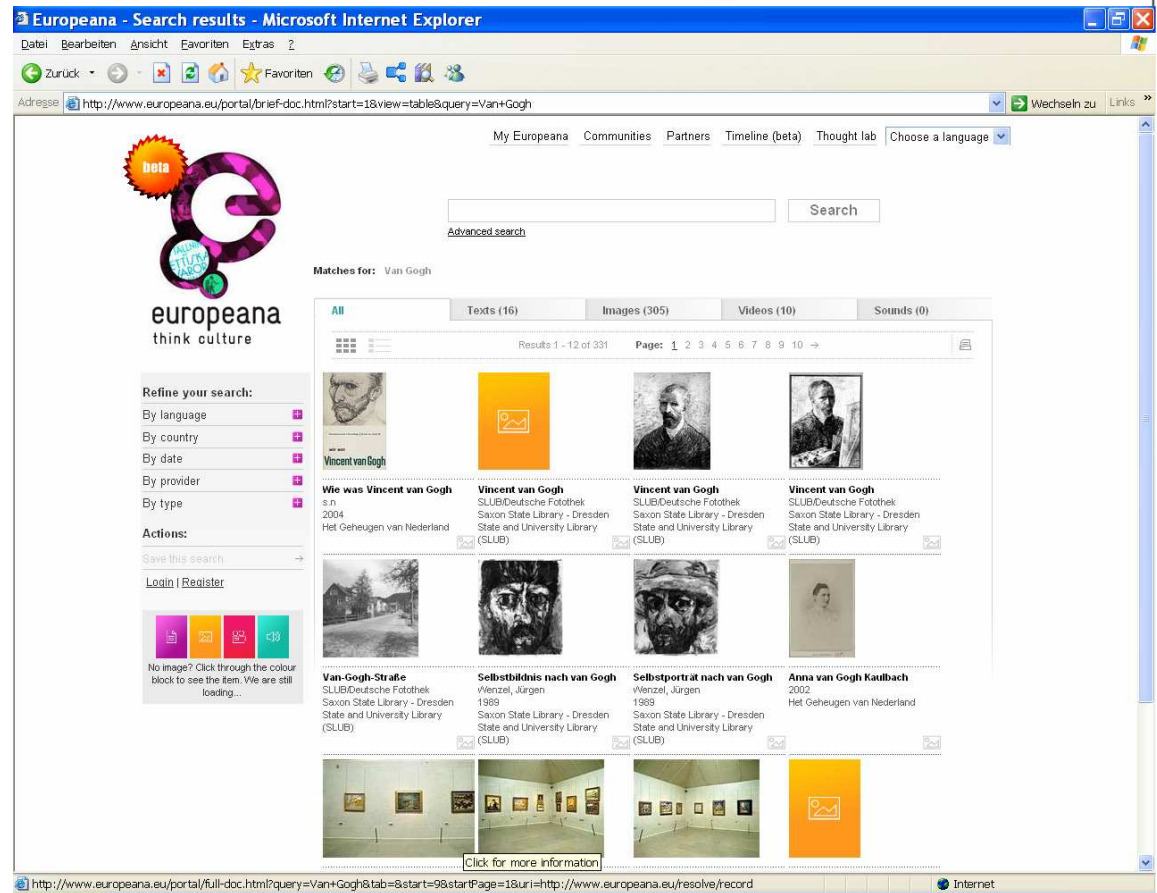 Europeana - Search results - Microsoft Internet Explorer
Datei Bearbeiten Ansicht Favoriten Extras ?
Zurück Favoriten
Adresse http://www.europeana.eu/portal/brief-doc.html?start=1&view=table&query=Van+Gogh Wechseln zu Links »
My Europeana Communities Partners Timeline (beta) Thought lab Choose a language
beta
Search
Advanced search
Matches for: Van Gogh
europeana
think culture
All Texts (16) Images (305) Videos (10) Sounds (0)
Results 1 - 12 of 331 Page: 1 2 3 4 5 6 7 8 9 10 →
Refine your search:
By language
By country
By date
By provider
By type
Actions:
Save this search →
Login | Register
No image? Click through the colour
block to see the item. We are still
loading...
Vincent van Gogh
Wie was Vincent van Gogh
s.n
2004
Het Geheugen van Nederland
Vincent van Gogh
SLUB/Deutsche Fotothek
Saxon State Library - Dresden
State and University Library
(SLUB)
Vincent van Gogh
SLUB/Deutsche Fotothek
Saxon State Library - Dresden
State and University Library
(SLUB)
Vincent van Gogh
SLUB/Deutsche Fotothek
Saxon State Library - Dresden
State and University Library
(SLUB)
Van-Gogh-Straße
SLUB/Deutsche Fotothek
Saxon State Library - Dresden
State and University Library
(SLUB)
Selbstbildnis nach van Gogh
Wenzel, Jürgen
1989
Saxon State Library - Dresden
State and University Library
(SLUB)
Selbstporträt nach van Gogh
Wenzel, Jürgen
1989
Saxon State Library - Dresden
State and University Library
(SLUB)
Anna van Gogh Kaulbach
2002
Het Geheugen van Nederland
Click for more information
http://www.europeana.eu/portal/full-doc.html?query=Van+Gogh&tab=&start=9&startPage=1&uri=http://www.europeana.eu/resolve/record Internet